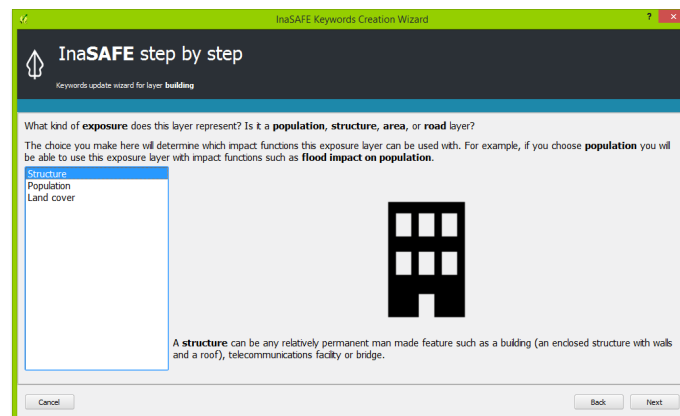 InaSAFE Keywords Creation Wizard
?
InaSAFE step by step
Keywords update wizard for layer building
What kind of exposure does this layer represent? Is it a population, structure, area, or road layer?
The choice you make here will determine which impact functions this exposure layer can be used with. For example, if you choose population you will
be able to use this exposure layer with impact functions such as flood impact on population.
Structure
Population
Land cover
A structure can be any relatively permanent man made feature such as a building (an enclosed structure with walls
and a roof), telecommunications facility or bridge.
Cancel
Back
Next